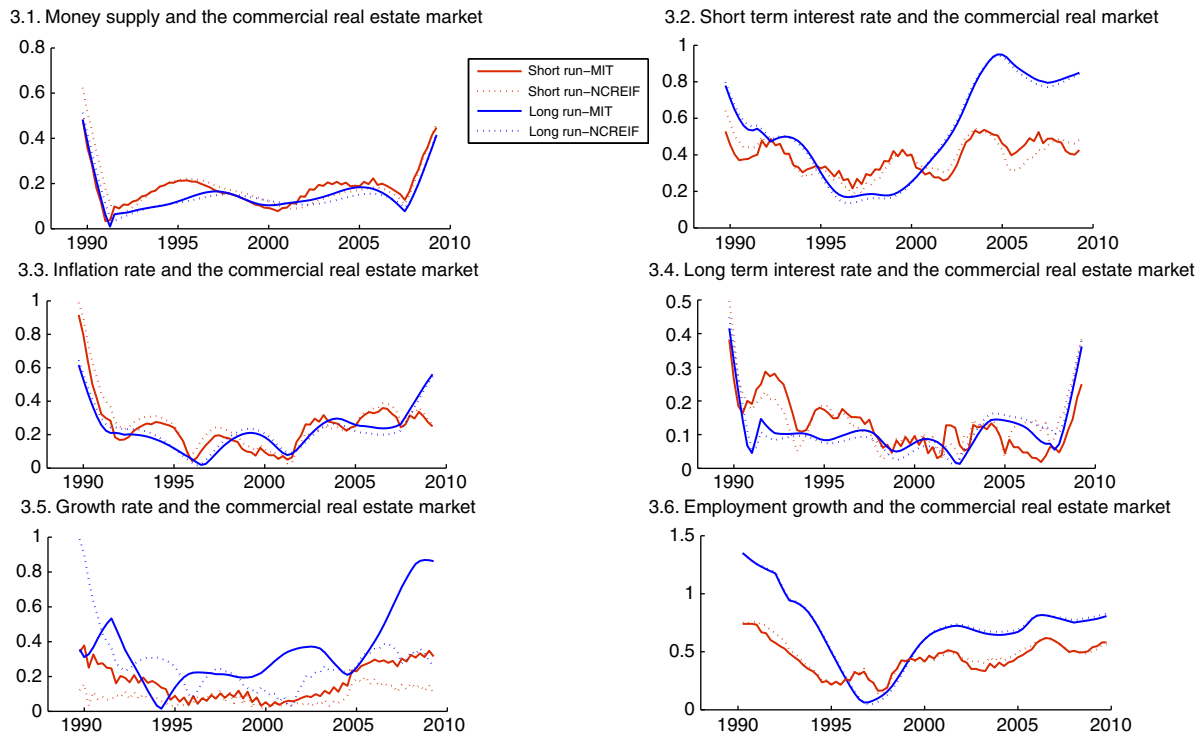 3.1. Money supply and the commercial real estate market
0.8
0.6
0.4
0.2
0
1990 1995 2000 2005 2010
Short run–MIT
Short run–NCREIF
Long run–MIT
Long run–NCREIF
3.2. Short term interest rate and the commercial real market
1
0.8
0.6
0.4
0.2
0
1990 1995 2000 2005 2010
3.3. Inflation rate and the commercial real estate market
1
0.8
0.6
0.4
0.2
0
1990 1995 2000 2005 2010
3.4. Long term interest rate and the commercial real estate market
0.5
0.4
0.3
0.2
0.1
0
1990 1995 2000 2005 2010
3.5. Growth rate and the commercial real estate market
1
0.8
0.6
0.4
0.2
0
1990 1995 2000 2005 2010
3.6. Employment growth and the commercial real estate market
1.5
1
0.5
0
1990 1995 2000 2005 2010